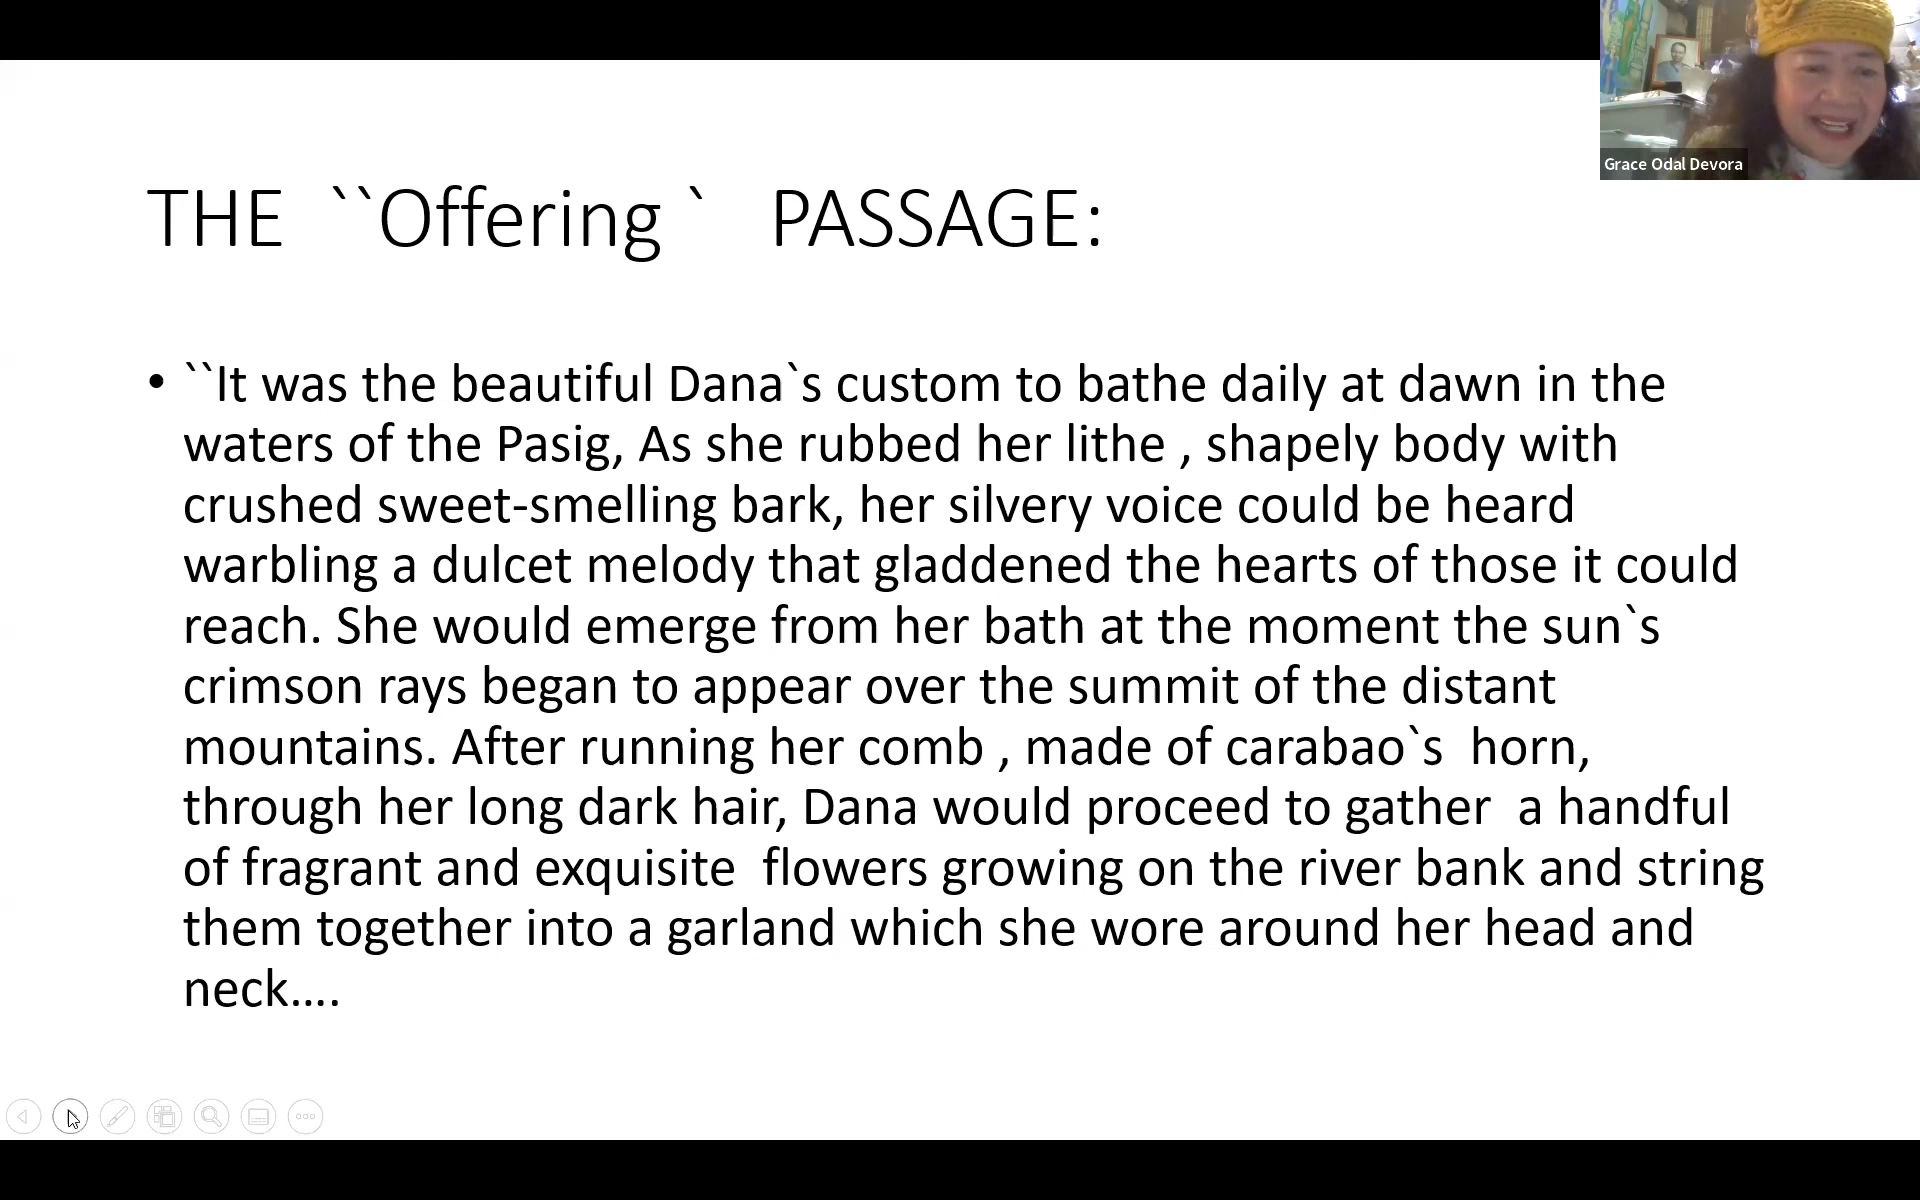 Grace Odal Devora
THE ``Offering ` PASSAGE:
• ``It was the beautiful Dana`s custom to bathe daily at dawn in the
waters of the Pasig, As she rubbed her lithe , shapely body with
crushed sweet-smelling bark, her silvery voice could be heard
warbling a dulcet melody that gladdened the hearts of those it could
reach. She would emerge from her bath at the moment the sun`s
crimson rays began to appear over the summit of the distant
mountains. After running her comb , made of carabao`s  horn,
through her long dark hair, Dana would proceed to gather  a handful
of fragrant and exquisite  flowers growing on the river bank and string
them together into a garland which she wore around her head and
neck….